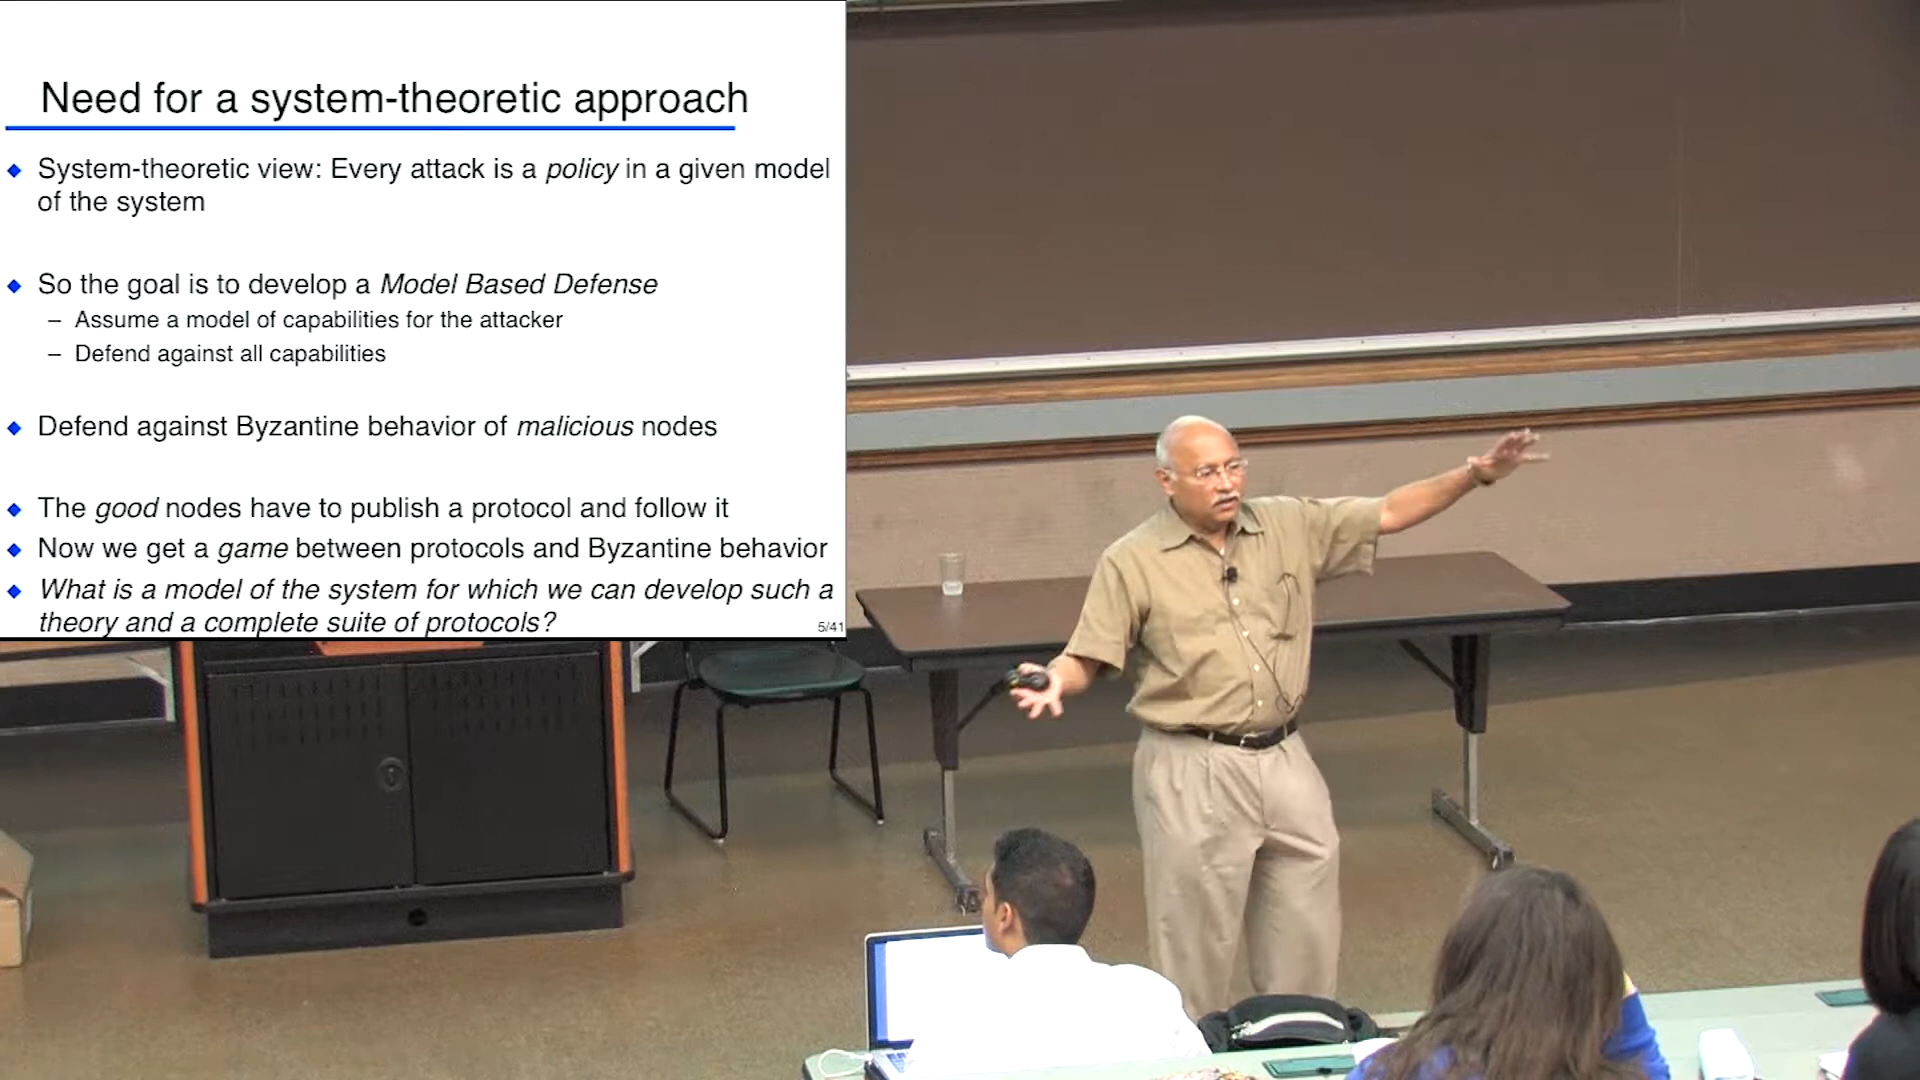 Need for a system-theoretic approach
◆ System-theoretic view: Every attack is a policy in a given model
of the system
◆ So the goal is to develop a Model Based Defense
– Assume a model of capabilities for the attacker
– Defend against all capabilities
◆ Defend against Byzantine behavior of malicious nodes
◆ The good nodes have to publish a protocol and follow it
◆ Now we get a game between protocols and Byzantine behavior
◆ What is a model of the system for which we can develop such a
theory and a complete suite of protocols?
5/41